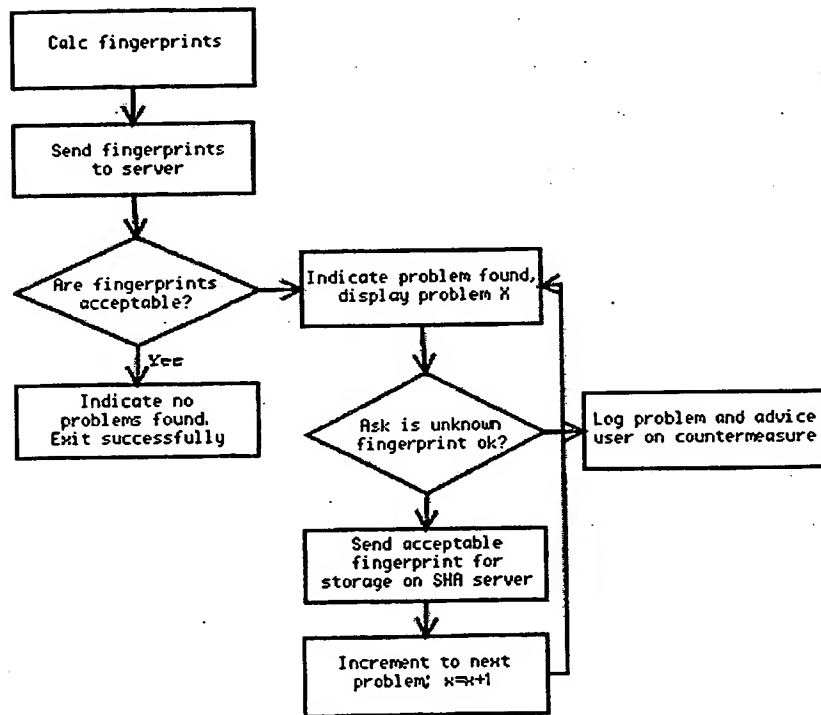 Calc fingerprints
Send fingerprints
to server
Are fingerprints
acceptable?
Yes
Indicate no
problems found.
Exit successfully
Indicate problem found,
display problem X
Ask is unknown
fingerprint ok?
Log problem and advice
user on countermeasure
Send acceptable
fingerprint for
storage on SHA server
Increment to next
problem; x=x+1